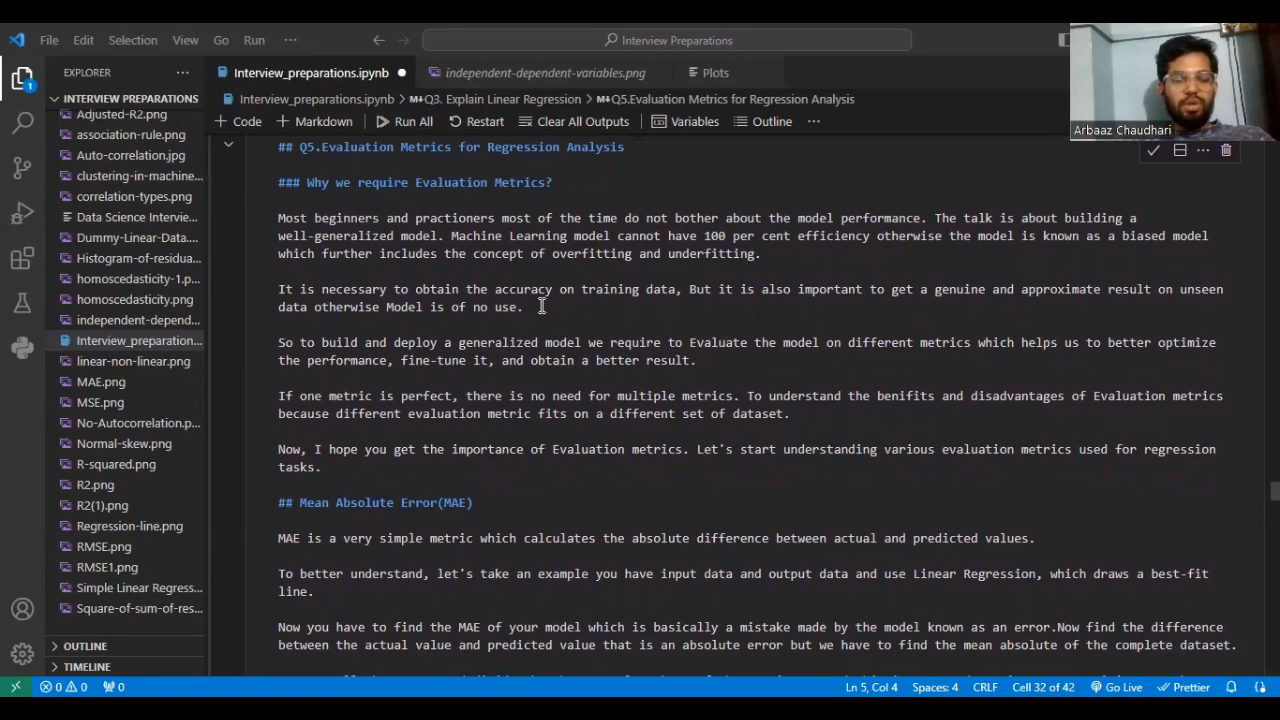 File Edit Selection View Go Run ··· Interview Preparations
EXPLORER ··· Interview_preparations.ipynb independent-dependent-variables.png Plots
Interview_preparations.ipynb > Q3. Explain Linear Regression > Q5.Evaluation Metrics for Regression Analysis
+ Code + Markdown Run All Restart Clear All Outputs Variables Outline ···
Arbaaz Chaudhari
1
INTERVIEW PREPARATIONS
Adjusted-R2.png
association-rule.png
Auto-correlation.jpg
clustering-in-machine...
correlation-types.png
Data Science Intervie...
Dummy-Linear-Data....
Histogram-of-residua...
homoscedasticity-1.p...
homoscedasticity.png
independent-depend...
Interview_preparation...
linear-non-linear.png
MAE.png
MSE.png
No-Autocorrelation.p...
Normal-skew.png
R-squared.png
R2.png
R2(1).png
Regression-line.png
RMSE.png
RMSE1.png
Simple Linear Regress...
Square-of-sum-of-res...
OUTLINE
TIMELINE
## Q5.Evaluation Metrics for Regression Analysis
### Why we require Evaluation Metrics?
Most beginners and practioners most of the time do not bother about the model performance. The talk is about building a
well-generalized model. Machine Learning model cannot have 100 per cent efficiency otherwise the model is known as a biased model
which further includes the concept of overfitting and underfitting.
It is necessary to obtain the accuracy on training data, But it is also important to get a genuine and approximate result on unseen
data otherwise Model is of no use.
So to build and deploy a generalized model we require to Evaluate the model on different metrics which helps us to better optimize
the performance, fine-tune it, and obtain a better result.
If one metric is perfect, there is no need for multiple metrics. To understand the benifits and disadvantages of Evaluation metrics
because different evaluation metric fits on a different set of dataset.
Now, I hope you get the importance of Evaluation metrics. Let's start understanding various evaluation metrics used for regression
tasks.
## Mean Absolute Error(MAE)
MAE is a very simple metric which calculates the absolute difference between actual and predicted values.
To better understand, let's take an example you have input data and output data and use Linear Regression, which draws a best-fit
line.
Now you have to find the MAE of your model which is basically a mistake made by the model known as an error.Now find the difference
between the actual value and predicted value that is an absolute error but we have to find the mean absolute of the complete dataset.
0 0 0 Ln 5, Col 4 Spaces: 4 CRLF Cell 32 of 42 Go Live Prettier